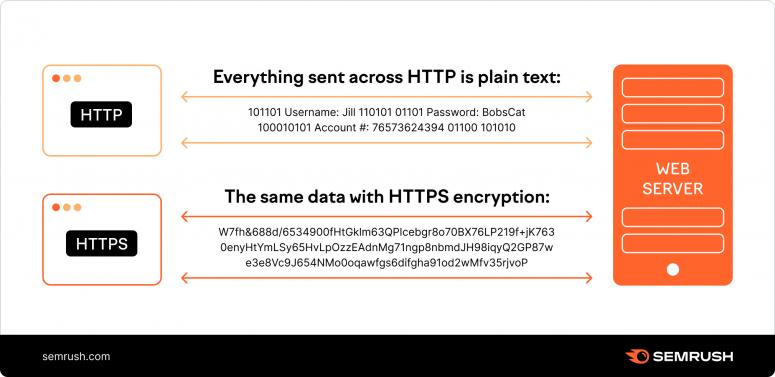 Everything sent across HTTP is plain text:
HTTP
101101 Username: Jill 110101 01101 Password: BobsCat
100010101 Account #: 76573624394 01100 101010
WEB
SERVER
The same data with HTTPS encryption:
HTTPS
W7fh&688d/6534900fHtGklm63QPlcebgr8o70BX76LP219f+jK763
0enyHtYmLSy65HvLpOzzEAdnMg71ngp8nbmdJH98iqyQ2GP87w
e3e8Vc9J654NMo0oqawfgs6difgha91od2wMfv35rjvoP
semrush.com
SEMRUSH